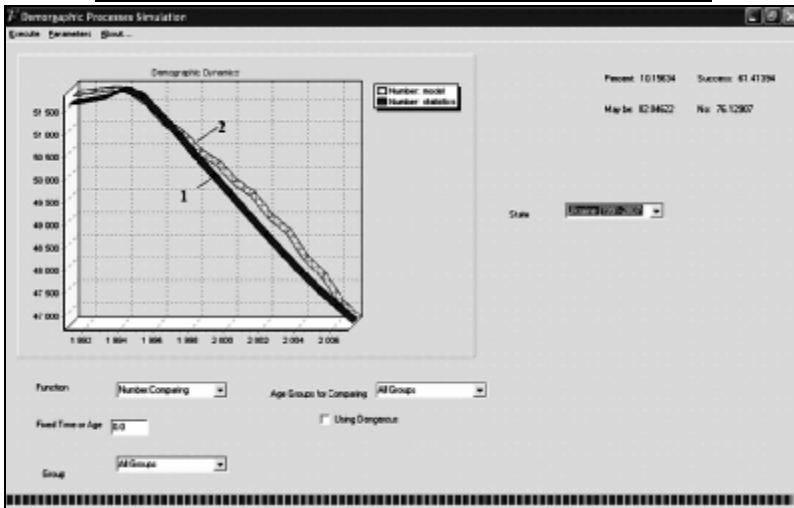 Demorgaphic Processes Simulation
Execute Parameters About...
Demographic Dynamics
Number: model
Number: statistics
51 500
51 000
50 500
50 000
49 500
49 000
48 500
48 000
47 500
47 000
2
1
1 992 1 994 1 996 1 998 2 000 2 002 2 004 2 006
Percent: 10.19634 Success: 61.41394
May be: 82.84622 No: 76.12907
State Ukraine (1991-2007)
Function Number.Comparing Age Groups for Comparing All Groups
Fixed Time or Age 0.0 Using Dangerous
Group All Groups